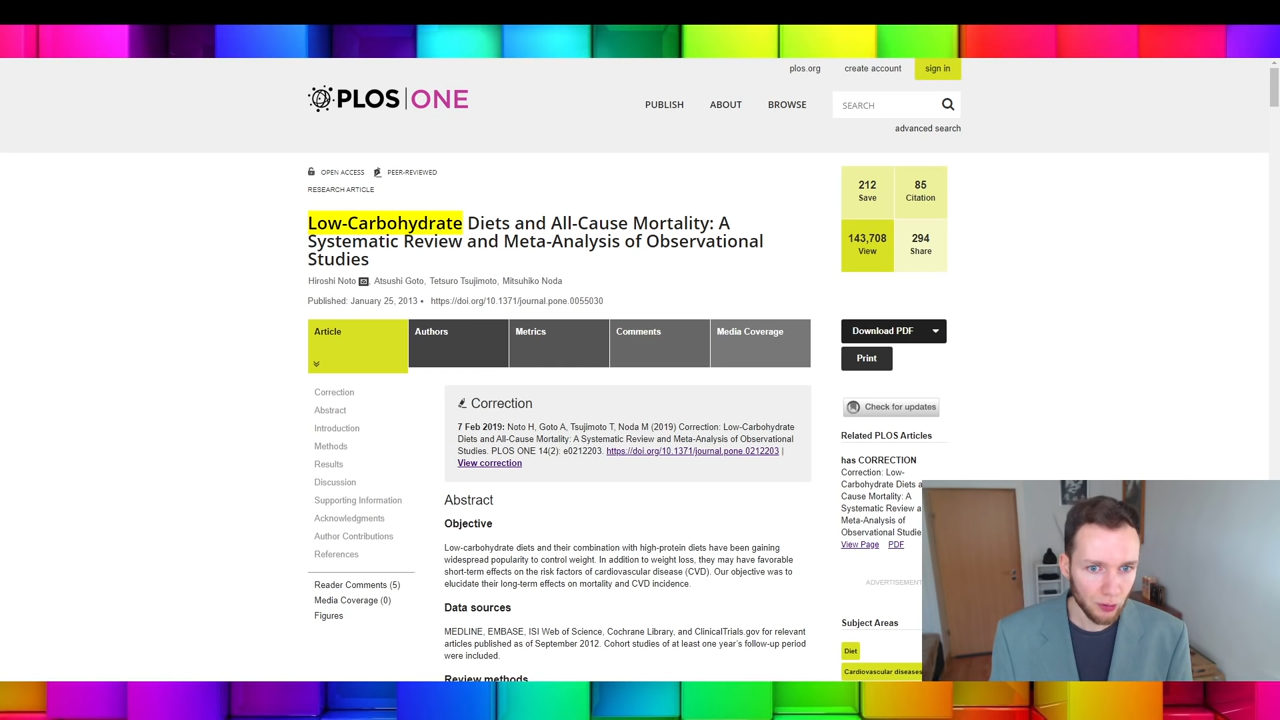 plos.org create account sign in
PLOS ONE
PUBLISH ABOUT BROWSE SEARCH
advanced search
OPEN ACCESS PEER-REVIEWED
RESEARCH ARTICLE
212 85
Save Citation
143,708 294
View Share
Low-Carbohydrate Diets and All-Cause Mortality: A
Systematic Review and Meta-Analysis of Observational
Studies
Hiroshi Noto, Atsushi Goto, Tetsuro Tsujimoto, Mitsuhiko Noda
Published: January 25, 2013 • https://doi.org/10.1371/journal.pone.0055030
Article Authors Metrics Comments Media Coverage
Download PDF
Print
Check for updates
Correction
Abstract
Introduction
Methods
Results
Discussion
Supporting Information
Acknowledgments
Author Contributions
References
Reader Comments (5)
Media Coverage (0)
Figures
Correction
7 Feb 2019: Noto H, Goto A, Tsujimoto T, Noda M (2019) Correction: Low-Carbohydrate
Diets and All-Cause Mortality: A Systematic Review and Meta-Analysis of Observational
Studies. PLOS ONE 14(2): e0212203. https://doi.org/10.1371/journal.pone.0212203 |
View correction
Abstract
Objective
Low-carbohydrate diets and their combination with high-protein diets have been gaining
widespread popularity to control weight. In addition to weight loss, they may have favorable
short-term effects on the risk factors of cardiovascular disease (CVD). Our objective was to
elucidate their long-term effects on mortality and CVD incidence.
Data sources
MEDLINE, EMBASE, ISI Web of Science, Cochrane Library, and ClinicalTrials.gov for relevant
articles published as of September 2012. Cohort studies of at least one year's follow-up period
were included.
Review methods
Related PLOS Articles
has CORRECTION
Correction: Low-
Carbohydrate Diets a
Cause Mortality: A
Systematic Review a
Meta-Analysis of
Observational Studie
View Page PDF
ADVERTISEMENT
Subject Areas
Diet
Cardiovascular diseases